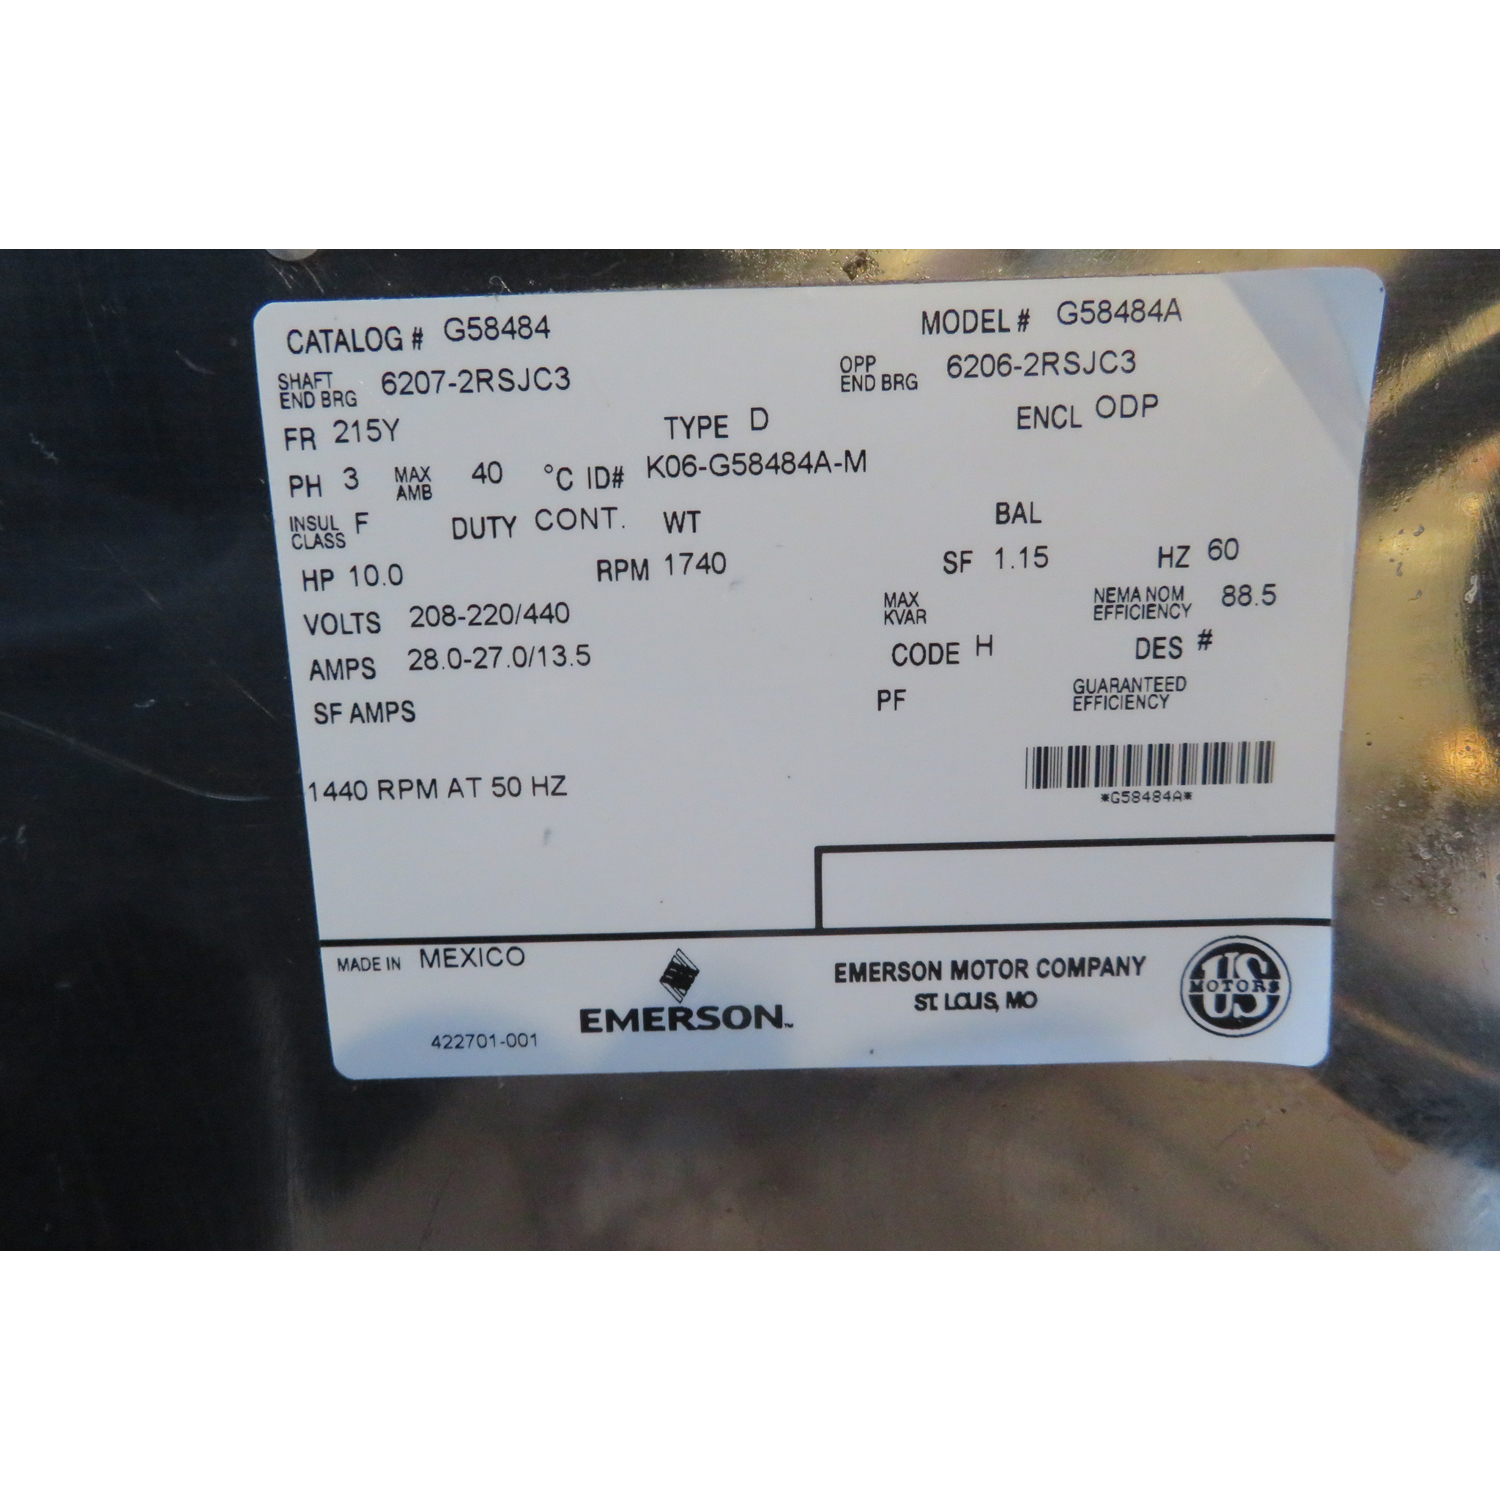 CATALOG # G58484 MODEL # G58484A
SHAFT END BRG 6207-2RSJC3 OPP END BRG 6206-2RSJC3
FR 215Y TYPE D ENCL ODP
PH 3 MAX AMB 40 °C ID# K06-G58484A-M
INSUL CLASS F DUTY CONT. WT BAL
HP 10.0 RPM 1740 SF 1.15 HZ 60
VOLTS 208-220/440 MAX KVAR NEMA NOM EFFICIENCY 88.5
AMPS 28.0-27.0/13.5 CODE H DES #
SF AMPS PF GUARANTEED EFFICIENCY
1440 RPM AT 50 HZ
*G58484A*
MADE IN MEXICO
422701-001
EMERSON™
EMERSON MOTOR COMPANY
ST. LOUIS, MO
US MOTORS